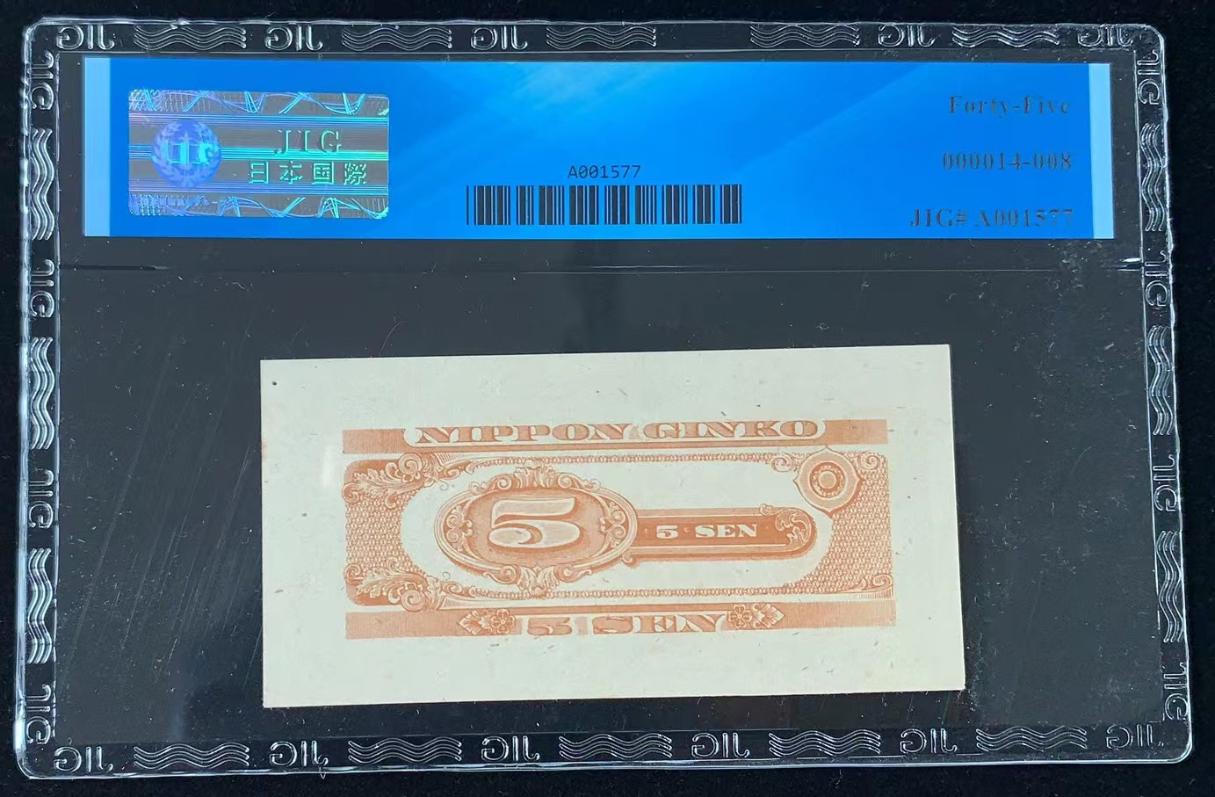 JIG
日本国際
A001577
Forty-Five
000014-008
JIG# A001577
NIPPON GINKO
5
5 SEN
5 SEN